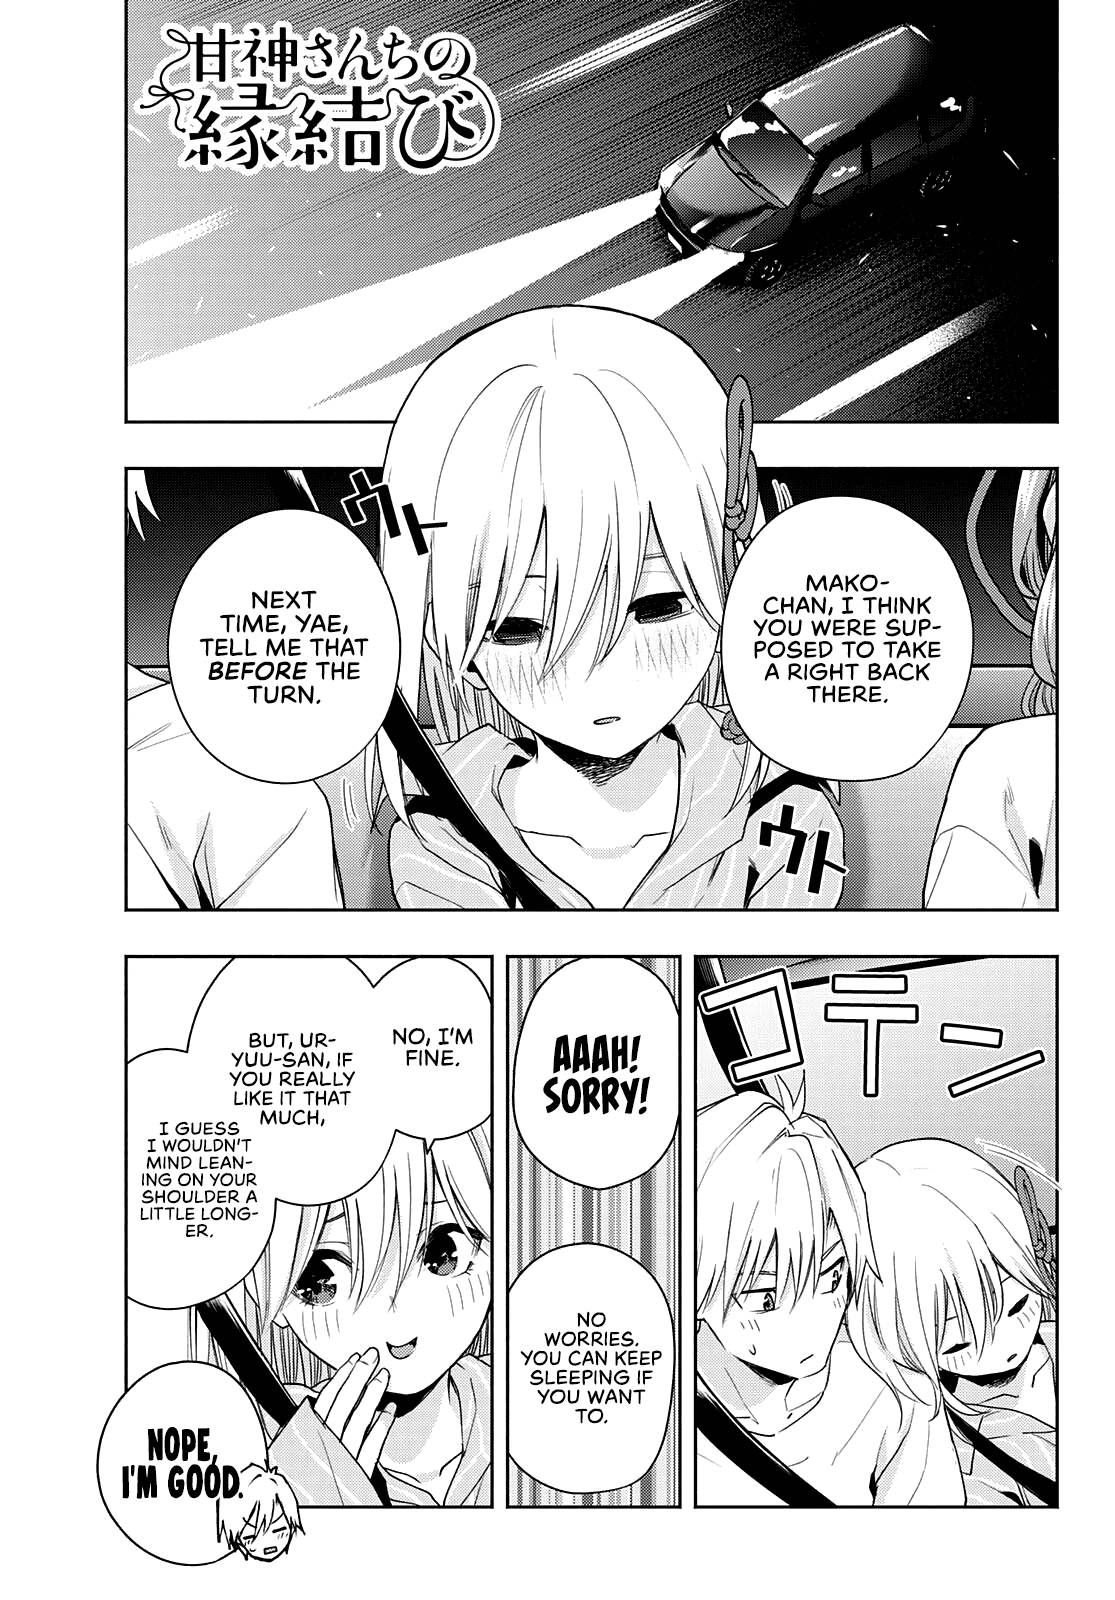 甘神さんちの
縁結び
MAKO-
CHAN, I THINK
YOU WERE SUP-
POSED TO TAKE
A RIGHT BACK
THERE.
ウト
NEXT
TIME, YAE,
TELL ME THAT
BEFORE THE
TURN.
ウト
コテン
AAAH!
SORRY!
NO
WORRIES.
YOU CAN KEEP
SLEEPING IF
YOU WANT
TO.
NO, I'M
FINE.
BUT, UR-
YUU-SAN, IF
YOU REALLY
LIKE IT THAT
MUCH,
I GUESS
I WOULDN'T
MIND LEAN-
ING ON YOUR
SHOULDER A
LITTLE LONG-
ER.
NOPE,
I'M GOOD.